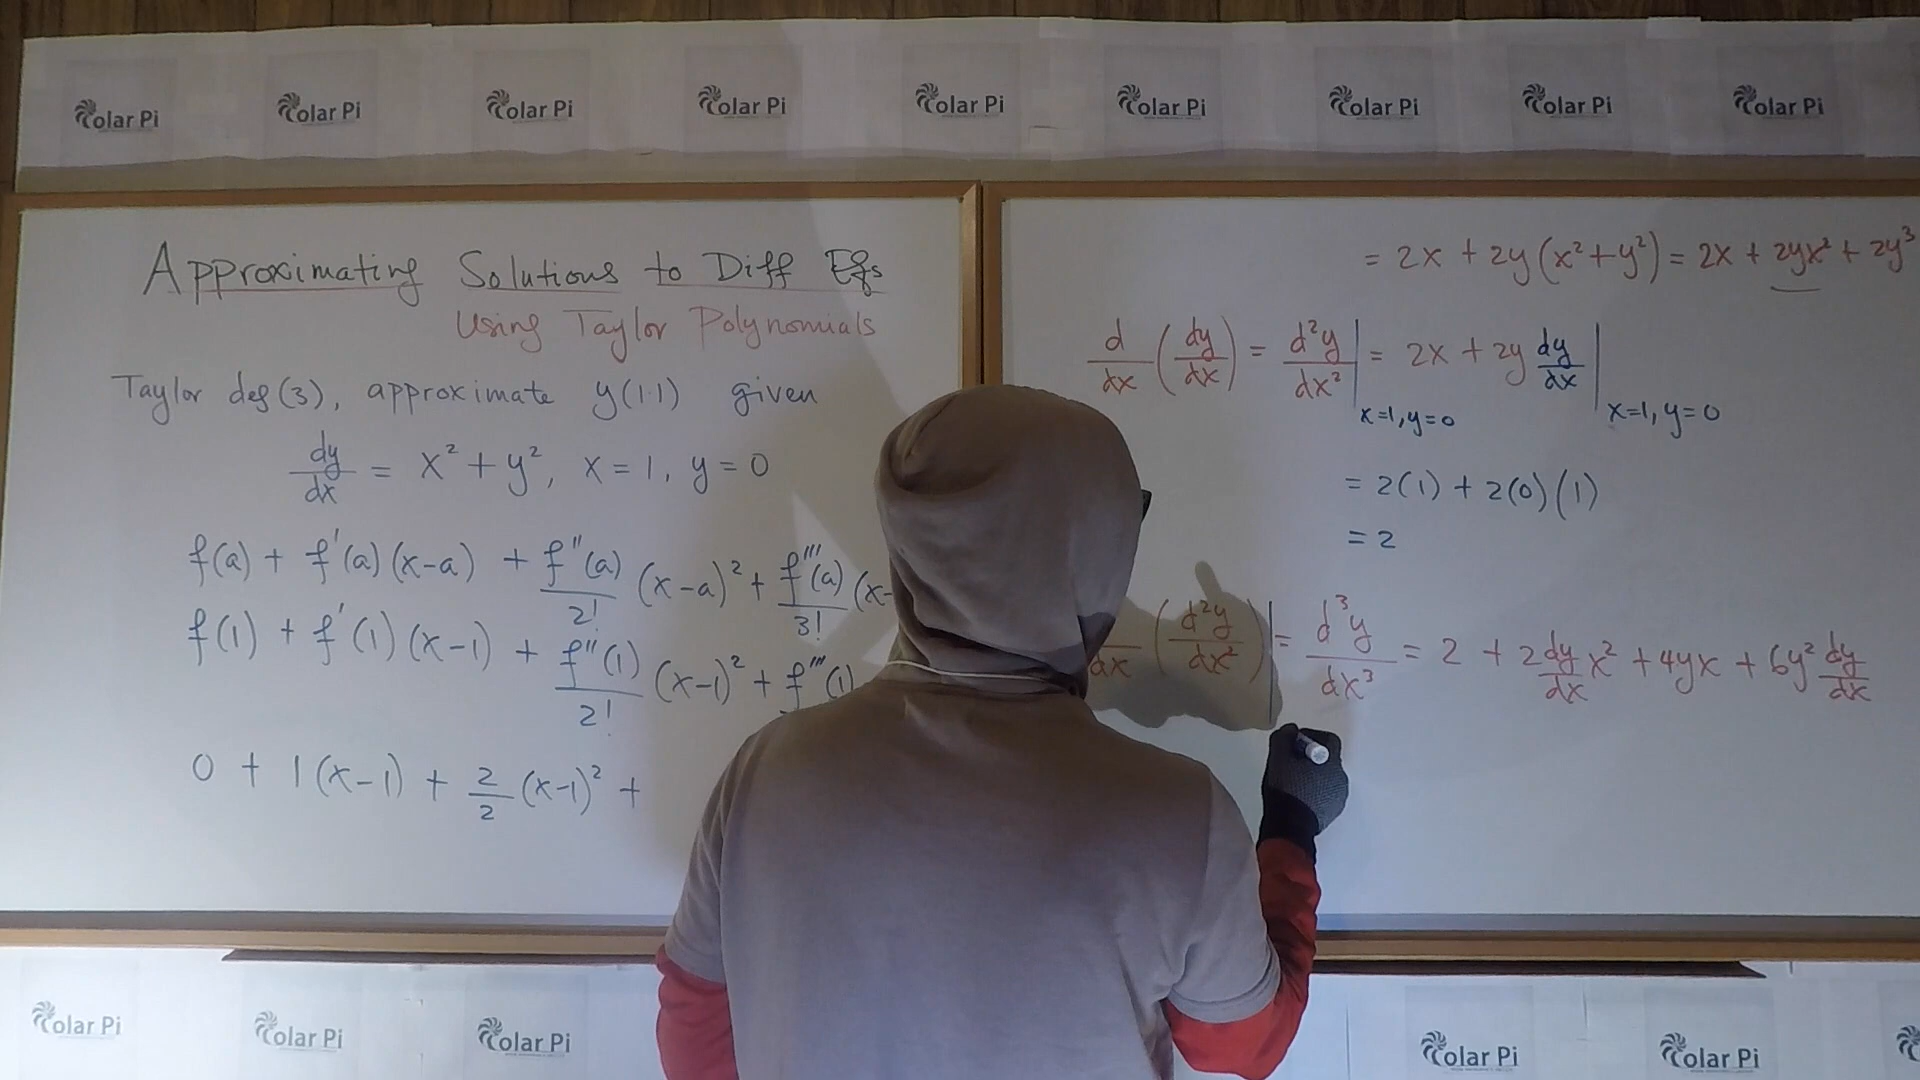 Colar Pi Colar Pi Colar Pi Colar Pi Colar Pi Colar Pi Colar Pi Colar Pi Colar Pi
Approximating Solutions to Diff Eqs
Using Taylor Polynomials
Taylor deg (3), approximate y(1.1) given
dy/dx = x² + y², x = 1, y = 0
f(a) + f'(a)(x-a) + f''(a)/2! (x-a)² + f'''(a)/3! (x-
f(1) + f'(1)(x-1) + f''(1)/2! (x-1)² + f'''(1)
0 + 1(x-1) + 2/2 (x-1)² +
= 2x + 2y(x²+y²) = 2x + 2yx² + 2y³
d/dx (dy/dx) = d²y/dx² | = 2x + 2y dy/dx |
x=1, y=0 x=1, y=0
= 2(1) + 2(0)(1)
= 2
/dx (d²y/dx²) | = d³y/dx³ = 2 + 2 dy/dx x² + 4yx + 6y² dy/dx
Colar Pi Colar Pi Colar Pi Colar Pi Colar Pi